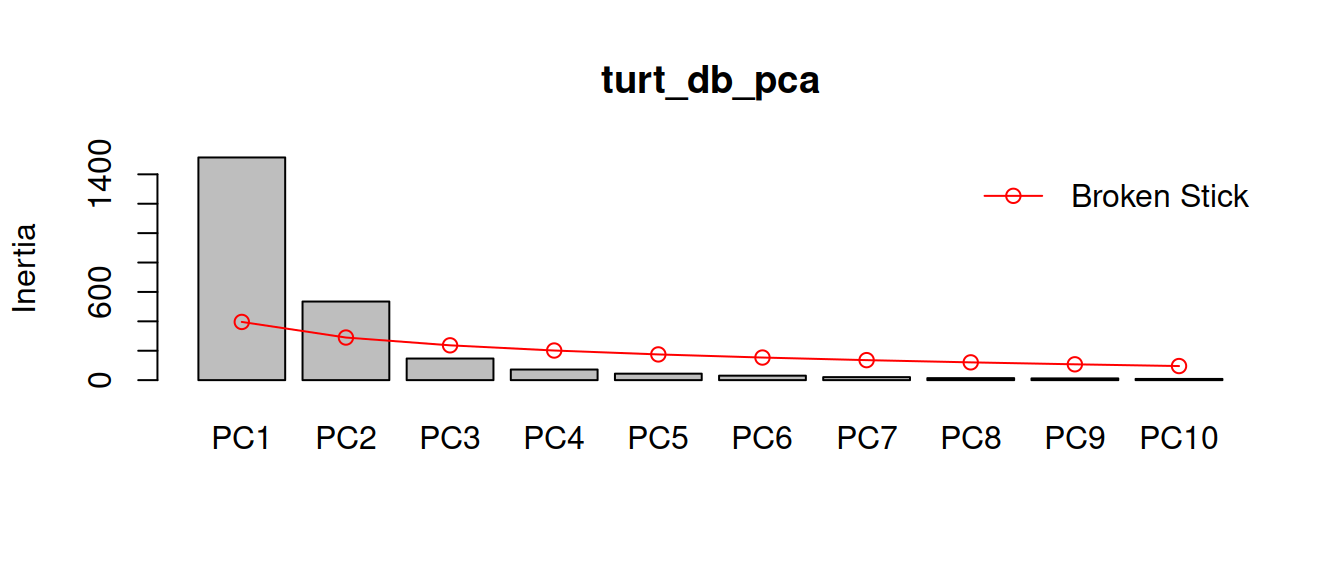 turt_db_pca
Inertia
1400
600
0
Broken Stick
PC1 PC2 PC3 PC4 PC5 PC6 PC7 PC8 PC9 PC10